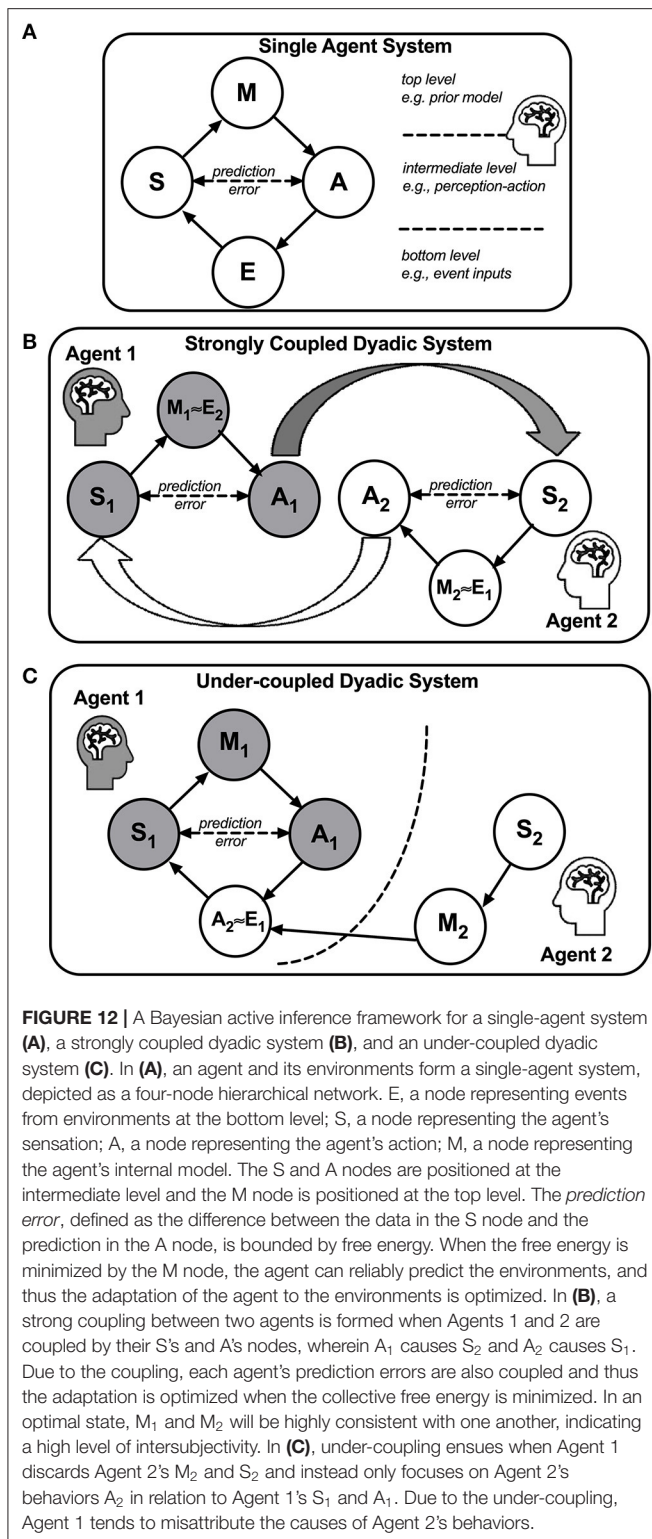 A
Single Agent System
M
top level
e.g. prior model
S
prediction
error
A
intermediate level
e.g., perception-action
E
bottom level
e.g., event inputs
B
Strongly Coupled Dyadic System
Agent 1
M₁≈E₂
S₁
prediction
error
A₁
A₂
prediction
error
S₂
M₂≈E₁
Agent 2
C
Under-coupled Dyadic System
Agent 1
M₁
S₁
prediction
error
A₁
S₂
A₂≈E₁
M₂
Agent 2
FIGURE 12 | A Bayesian active inference framework for a single-agent system
(A), a strongly coupled dyadic system (B), and an under-coupled dyadic
system (C). In (A), an agent and its environments form a single-agent system,
depicted as a four-node hierarchical network. E, a node representing events
from environments at the bottom level; S, a node representing the agent's
sensation; A, a node representing the agent's action; M, a node representing
the agent's internal model. The S and A nodes are positioned at the
intermediate level and the M node is positioned at the top level. The prediction
error, defined as the difference between the data in the S node and the
prediction in the A node, is bounded by free energy. When the free energy is
minimized by the M node, the agent can reliably predict the environments, and
thus the adaptation of the agent to the environments is optimized. In (B), a
strong coupling between two agents is formed when Agents 1 and 2 are
coupled by their S's and A's nodes, wherein A₁ causes S₂ and A₂ causes S₁.
Due to the coupling, each agent's prediction errors are also coupled and thus
the adaptation is optimized when the collective free energy is minimized. In an
optimal state, M₁ and M₂ will be highly consistent with one another, indicating
a high level of intersubjectivity. In (C), under-coupling ensues when Agent 1
discards Agent 2's M₂ and S₂ and instead only focuses on Agent 2's
behaviors A₂ in relation to Agent 1's S₁ and A₁. Due to the under-coupling,
Agent 1 tends to misattribute the causes of Agent 2's behaviors.